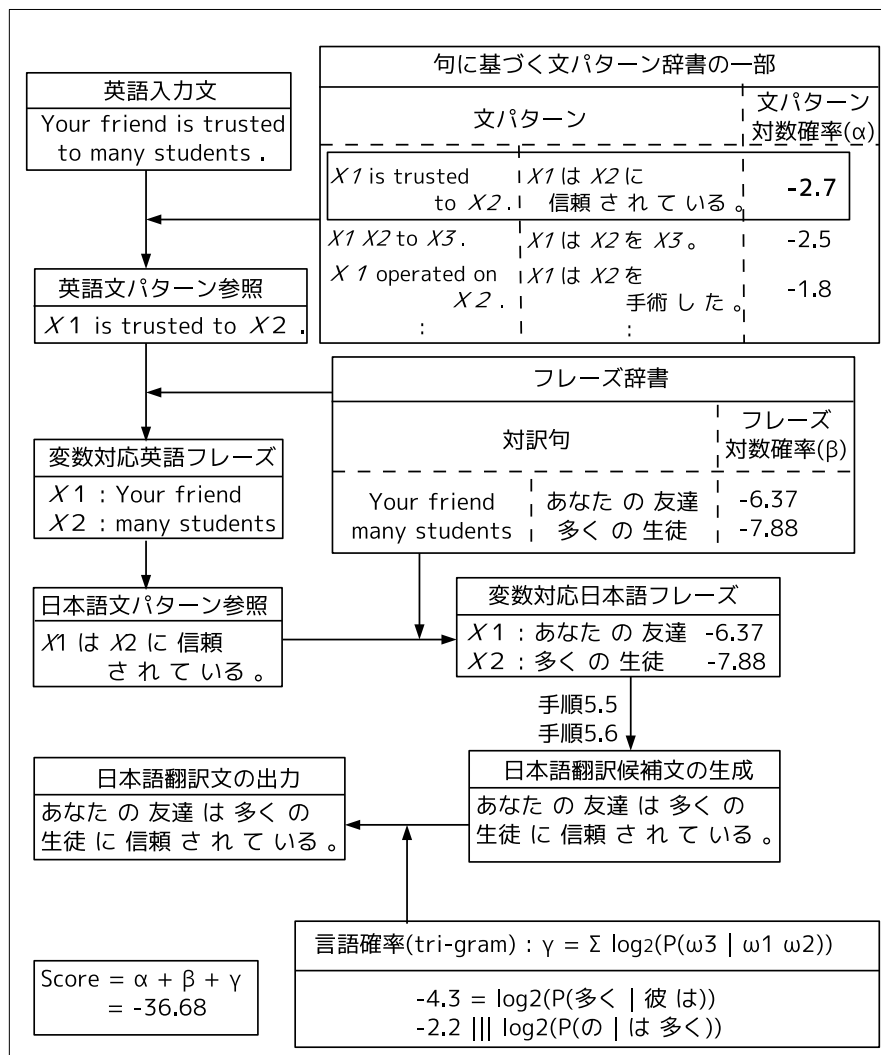 句に基づく文パターン辞書の一部
英語入力文
Your friend is trusted
to many students .
文パターン
文パターン
対数確率(α)
X1 is trusted
to X2 .
X1 は X2 に
信頼 さ れ て いる 。
-2.7
X1 X2 to X3 .
X1 は X2 を X3 。
-2.5
X 1 operated on
X 2 .
X1 は X2 を
手術 し た 。
-1.8
:
:
英語文パターン参照
X 1 is trusted to X 2 .
フレーズ辞書
対訳句
フレーズ
対数確率(β)
Your friend
あなた の 友達
-6.37
many students
多く の 生徒
-7.88
変数対応英語フレーズ
X 1 : Your friend
X 2 : many students
日本語文パターン参照
X1 は X2 に 信頼
さ れ て いる 。
変数対応日本語フレーズ
X 1 : あなた の 友達 -6.37
X 2 : 多く の 生徒 -7.88
手順5.5
手順5.6
日本語翻訳候補文の生成
あなた の 友達 は 多く の
生徒 に 信頼 さ れ て いる 。
日本語翻訳文の出力
あなた の 友達 は 多く の
生徒 に 信頼 さ れ て いる 。
言語確率(tri-gram) : γ = Σ log2(P(ω3 | ω1 ω2))
-4.3 = log2(P(多く | 彼 は))
-2.2 ||| log2(P(の | は 多く))
Score = α + β + γ
= -36.68